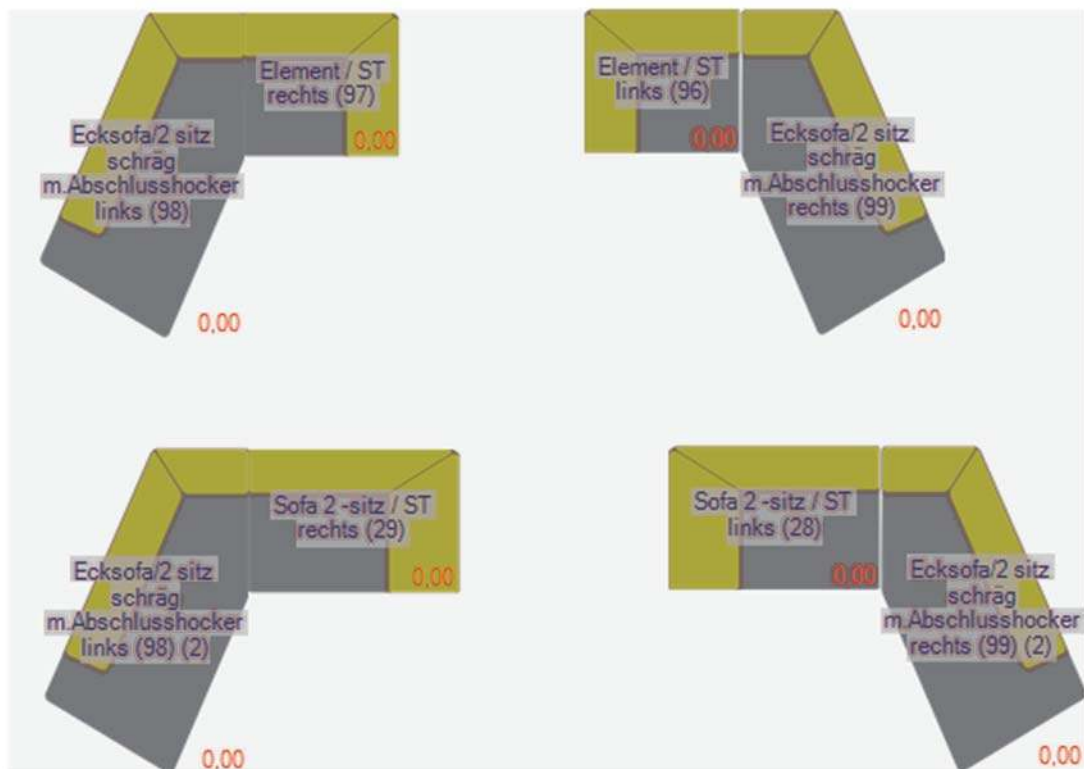 Element / ST
rechts (97)
0,00
Ecksofa/2 sitz
schräg
m.Abschlusshocker
links (98)
0,00
Element / ST
links (96)
0,00
Ecksofa/2 sitz
schräg
m.Abschlusshocker
rechts (99)
0,00
Sofa 2 -sitz / ST
rechts (29)
0,00
Ecksofa/2 sitz
schräg
m.Abschlusshocker
links (98) (2)
0,00
Sofa 2 -sitz / ST
links (28)
0,00
Ecksofa/2 sitz
schräg
m.Abschlusshocker
rechts (99) (2)
0,00